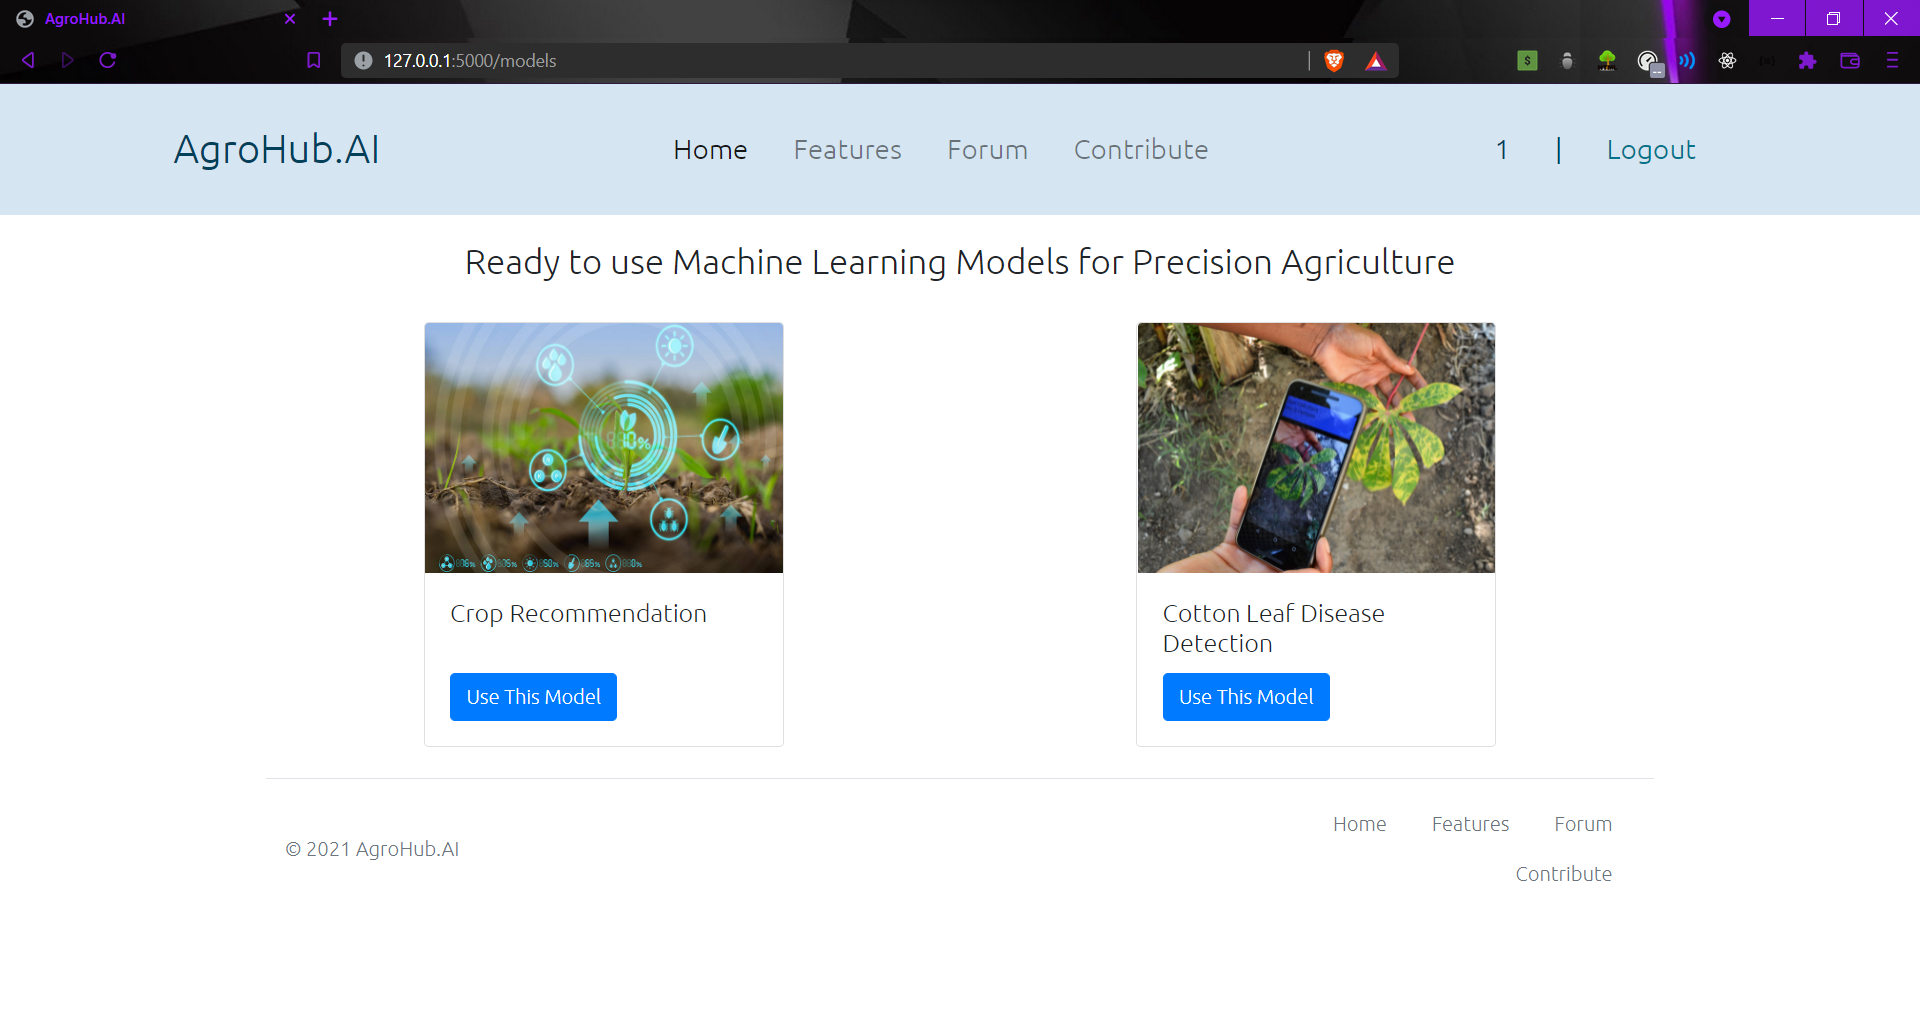 AgroHub.AI
127.0.0.1:5000/models
AgroHub.AI
Home Features Forum Contribute
1 | Logout
Ready to use Machine Learning Models for Precision Agriculture
Crop Recommendation
Use This Model
Cotton Leaf Disease
Detection
Use This Model
© 2021 AgroHub.AI
Home Features Forum
Contribute